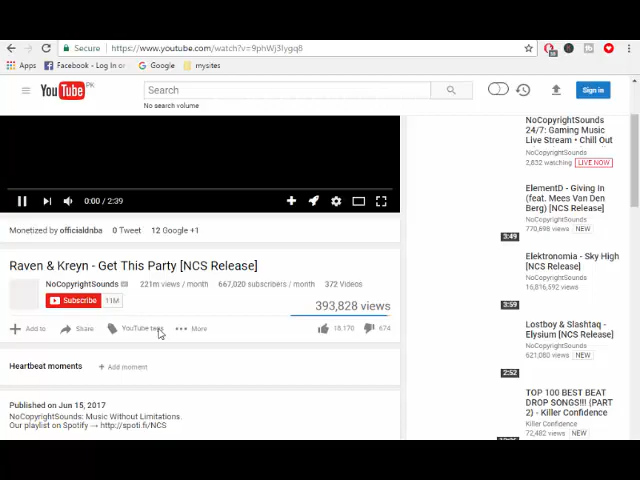 Secure https://www.youtube.com/watch?v=9phWj3Iygq8
Apps Facebook - Log In or Google mysites
YouTube PK Search Sign in
No search volume
0:00 / 2:39
Monetized by officialdnba 0 Tweet 12 Google +1
Raven & Kreyn - Get This Party [NCS Release]
NoCopyrightSounds 221m views / month 667,020 subscribers / month 372 Videos
Subscribe 11M
393,828 views
Add to Share YouTube tags More 18,170 674
Heartbeat moments + Add moment
Published on Jun 15, 2017
NoCopyrightSounds: Music Without Limitations.
Our playlist on Spotify → http://spoti.fi/NCS
NoCopyrightSounds
24/7: Gaming Music
Live Stream • Chill Out
NoCopyrightSounds
2,832 watching LIVE NOW
ElementD - Giving In
(feat. Mees Van Den
Berg) [NCS Release]
NoCopyrightSounds
770,698 views NEW
3:49
Elektronomia - Sky High
[NCS Release]
NoCopyrightSounds
16,816,592 views
3:59
Lostboy & Slashtaq -
Elysium [NCS Release]
NoCopyrightSounds
621,080 views NEW
2:52
TOP 100 BEST BEAT
DROP SONGS!!! (PART
2) - Killer Confidence
Killer Confidence
72,482 views NEW